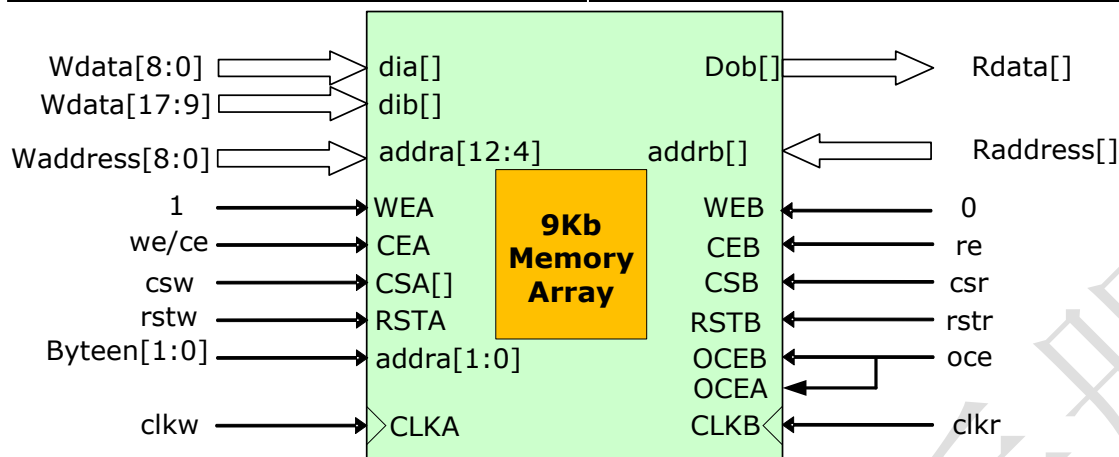 Wdata[8:0] dia[] Dob[] Rdata[]
Wdata[17:9] dib[]
Waddress[8:0] addra[12:4] addrb[] Raddress[]
1 WEA WEB 0
we/ce CEA CEB re
csw CSA[] CSB csr
rstw RSTA RSTB rstr
Byteen[1:0] addra[1:0] OCEB oce
OCEA
clkw CLKA CLKB clkr
9Kb
Memory
Array